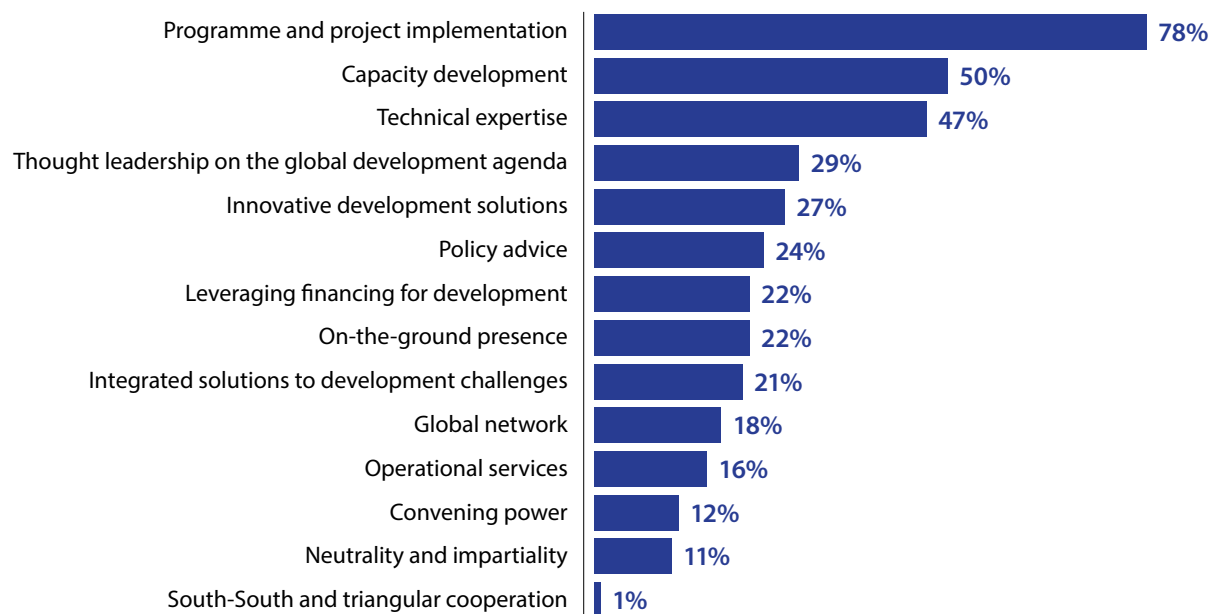 Programme and project implementation 78%
Capacity development 50%
Technical expertise 47%
Thought leadership on the global development agenda 29%
Innovative development solutions 27%
Policy advice 24%
Leveraging financing for development 22%
On-the-ground presence 22%
Integrated solutions to development challenges 21%
Global network 18%
Operational services 16%
Convening power 12%
Neutrality and impartiality 11%
South-South and triangular cooperation 1%